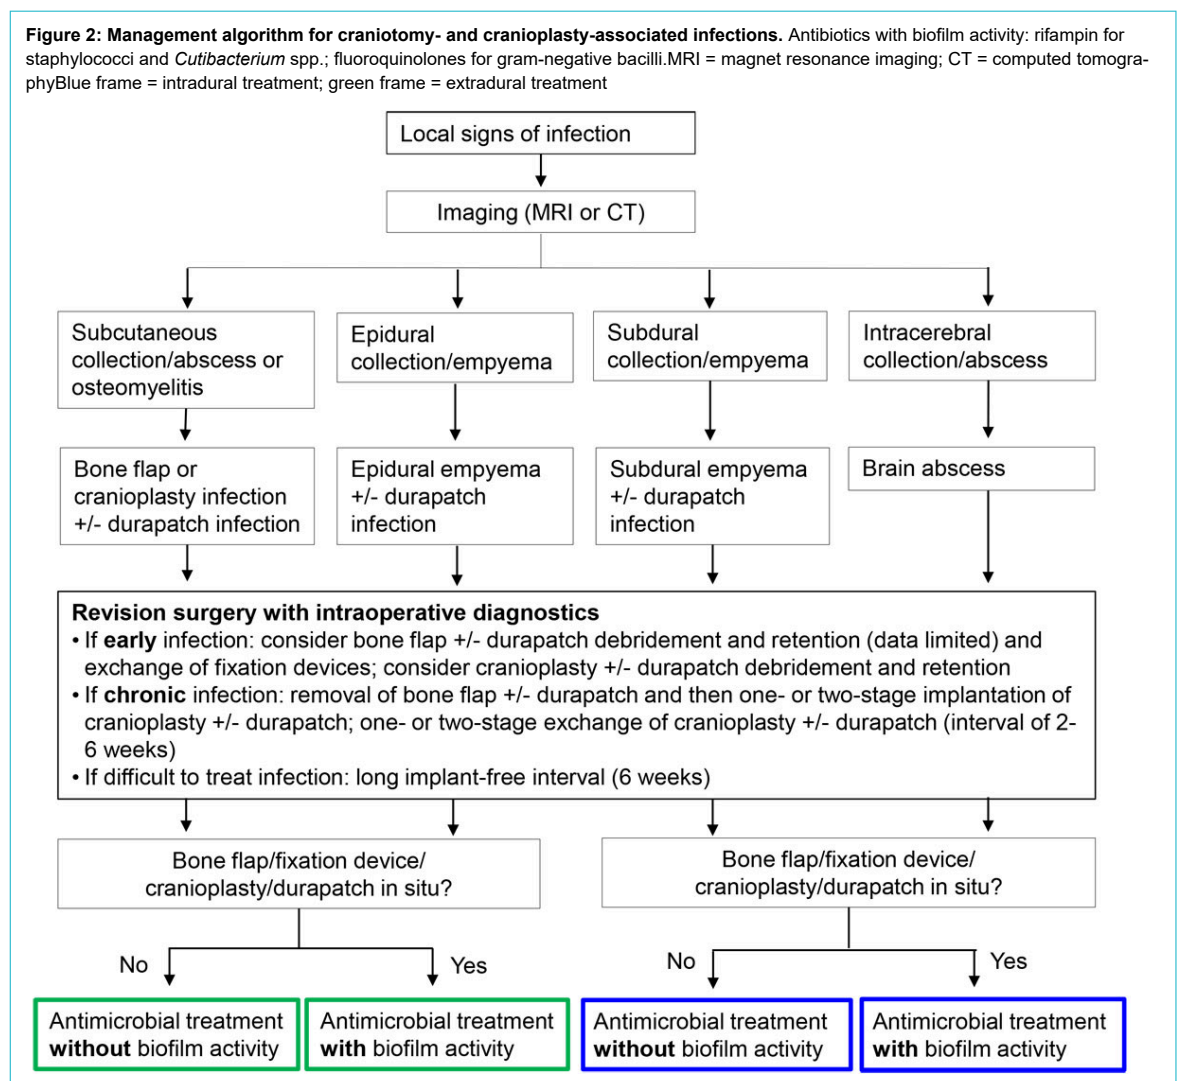 Figure 2: Management algorithm for craniotomy- and cranioplasty-associated infections. Antibiotics with biofilm activity: rifampin for
staphylococci and Cutibacterium spp.; fluoroquinolones for gram-negative bacilli.MRI = magnet resonance imaging; CT = computed tomogra-
phyBlue frame = intradural treatment; green frame = extradural treatment
Local signs of infection
Imaging (MRI or CT)
Subcutaneous
collection/abscess or
osteomyelitis
Epidural
collection/empyema
Subdural
collection/empyema
Intracerebral
collection/abscess
Bone flap or
cranioplasty infection
+/- durapatch infection
Epidural empyema
+/- durapatch
infection
Subdural empyema
+/- durapatch
infection
Brain abscess
Revision surgery with intraoperative diagnostics
• If early infection: consider bone flap +/- durapatch debridement and retention (data limited) and
exchange of fixation devices; consider cranioplasty +/- durapatch debridement and retention
• If chronic infection: removal of bone flap +/- durapatch and then one- or two-stage implantation of
cranioplasty +/- durapatch; one- or two-stage exchange of cranioplasty +/- durapatch (interval of 2-
6 weeks)
• If difficult to treat infection: long implant-free interval (6 weeks)
Bone flap/fixation device/
cranioplasty/durapatch in situ?
Bone flap/fixation device/
cranioplasty/durapatch in situ?
No
Yes
No
Yes
Antimicrobial treatment
without biofilm activity
Antimicrobial treatment
with biofilm activity
Antimicrobial treatment
without biofilm activity
Antimicrobial treatment
with biofilm activity